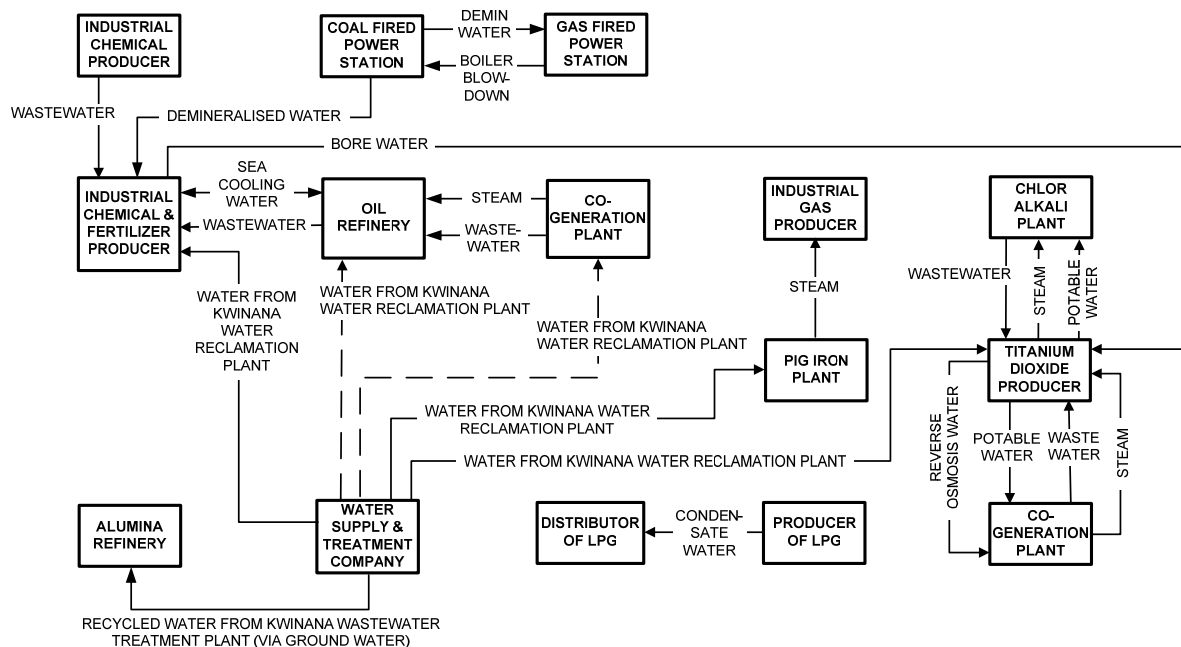 INDUSTRIAL
CHEMICAL
PRODUCER
COAL FIRED
POWER
STATION
DEMIN
WATER
BOILER
BLOW-
DOWN
GAS FIRED
POWER
STATION
WASTEWATER
DEMINERALISED WATER
BORE WATER
INDUSTRIAL
CHEMICAL &
FERTILIZER
PRODUCER
SEA
COOLING
WATER
WASTEWATER
OIL
REFINERY
STEAM
WASTE-
WATER
CO-
GENERATION
PLANT
INDUSTRIAL
GAS
PRODUCER
CHLOR
ALKALI
PLANT
WATER FROM
KWINANA
WATER
RECLAMATION
PLANT
WATER FROM KWINANA
WATER RECLAMATION PLANT
WATER FROM KWINANA
WATER RECLAMATION PLANT
STEAM
WASTEWATER
STEAM
POTABLE
WATER
PIG IRON
PLANT
TITANIUM
DIOXIDE
PRODUCER
WATER FROM KWINANA WATER
RECLAMATION PLANT
WATER FROM KWINANA WATER RECLAMATION PLANT
REVERSE
OSMOSIS WATER
POTABLE
WATER
WASTE
WATER
STEAM
ALUMINA
REFINERY
WATER
SUPPLY &
TREATMENT
COMPANY
DISTRIBUTOR
OF LPG
CONDEN-
SATE
WATER
PRODUCER
OF LPG
CO-
GENERATION
PLANT
RECYCLED WATER FROM KWINANA WASTEWATER
TREATMENT PLANT (VIA GROUND WATER)